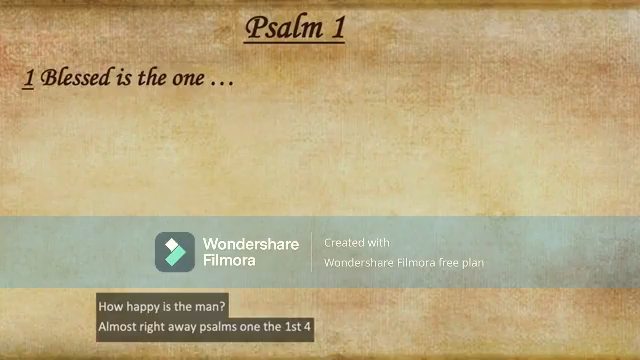 Psalm 1
1 Blessed is the one …
Wondershare
Filmora
Created with
Wondershare Filmora free plan
How happy is the man?
Almost right away psalms one the 1st 4